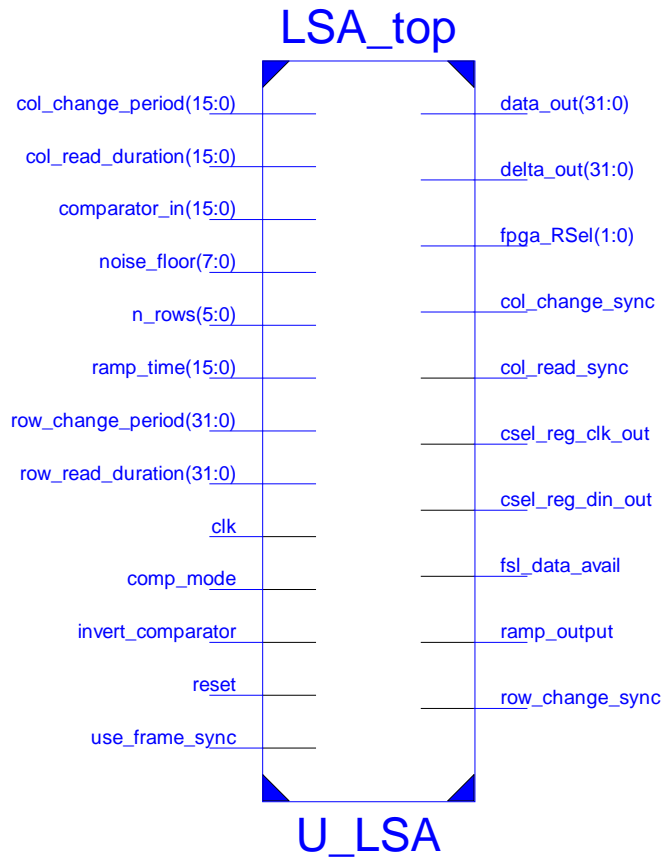 LSA_top
col_change_period(15:0)
col_read_duration(15:0)
comparator_in(15:0)
noise_floor(7:0)
n_rows(5:0)
ramp_time(15:0)
row_change_period(31:0)
row_read_duration(31:0)
clk
comp_mode
invert_comparator
reset
use_frame_sync
data_out(31:0)
delta_out(31:0)
fpga_RSel(1:0)
col_change_sync
col_read_sync
csel_reg_clk_out
csel_reg_din_out
fsl_data_avail
ramp_output
row_change_sync
U_LSA